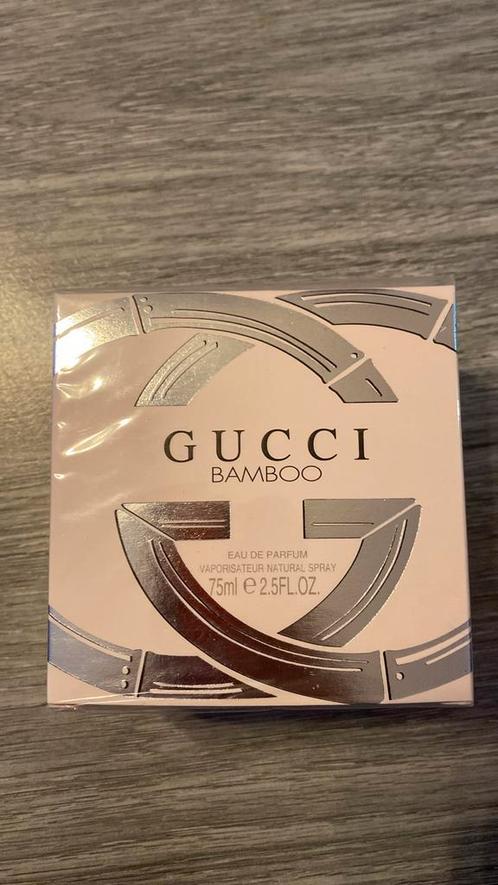 GUCCI
BAMBOO
EAU DE PARFUM
VAPORISATEUR NATURAL SPRAY
75ml e 2.5FL.OZ.